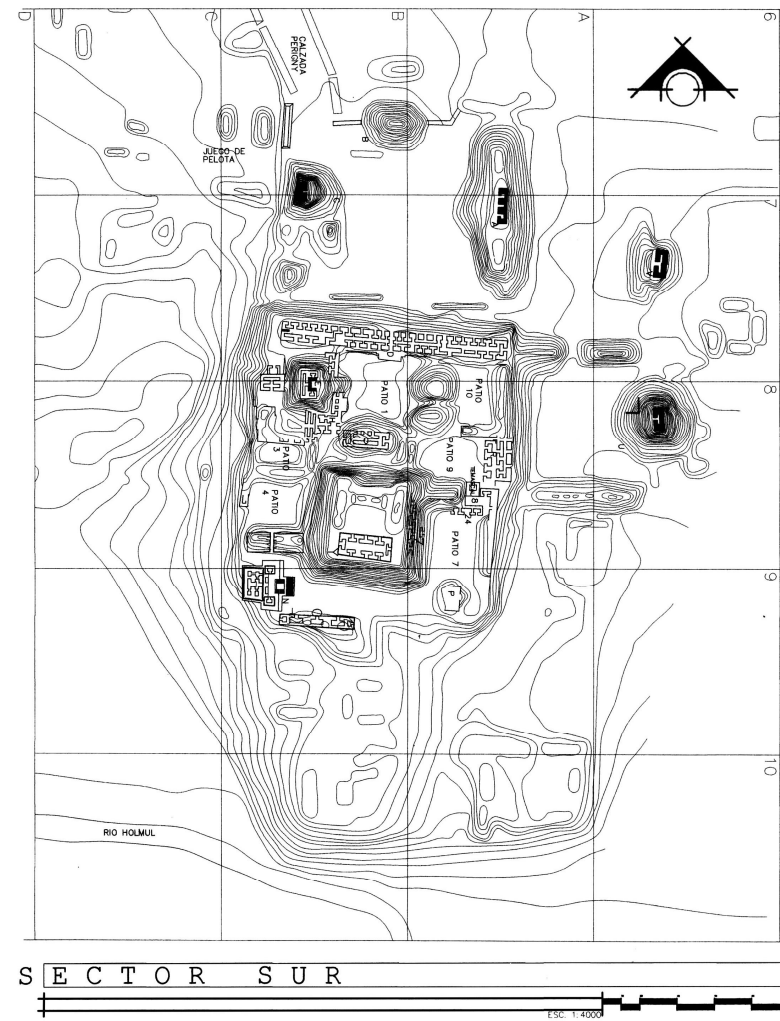 D
C
B
A
6
CALZADA
PERIGNY
B
JUEGO DE
PELOTA
7
8
PATIO 1
PATIO
10
PATIO
3
PATIO 9
PATIO
4
PATIO 7
P
9
N
10
RIO HOLMUL
SECTOR SUR
ESC. 1:4000